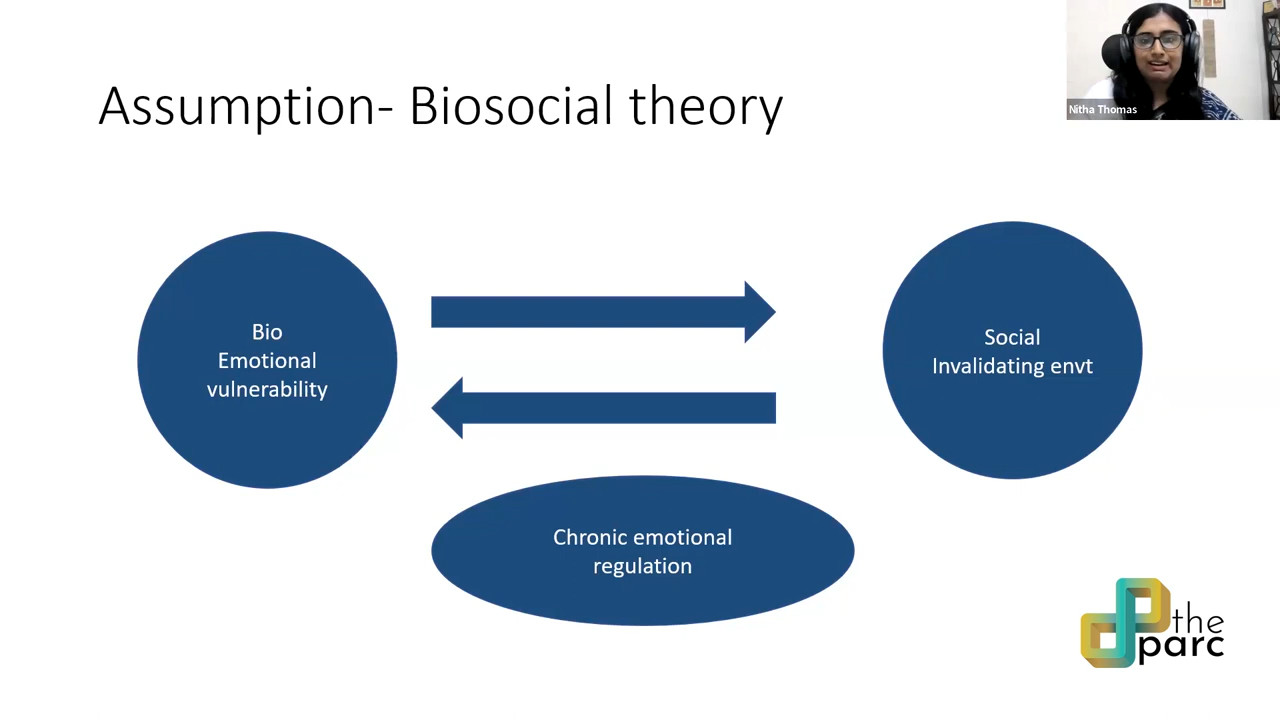 Assumption- Biosocial theory
Nitha Thomas
Bio
Emotional
vulnerability
Social
Invalidating envt
Chronic emotional
regulation
the
parc